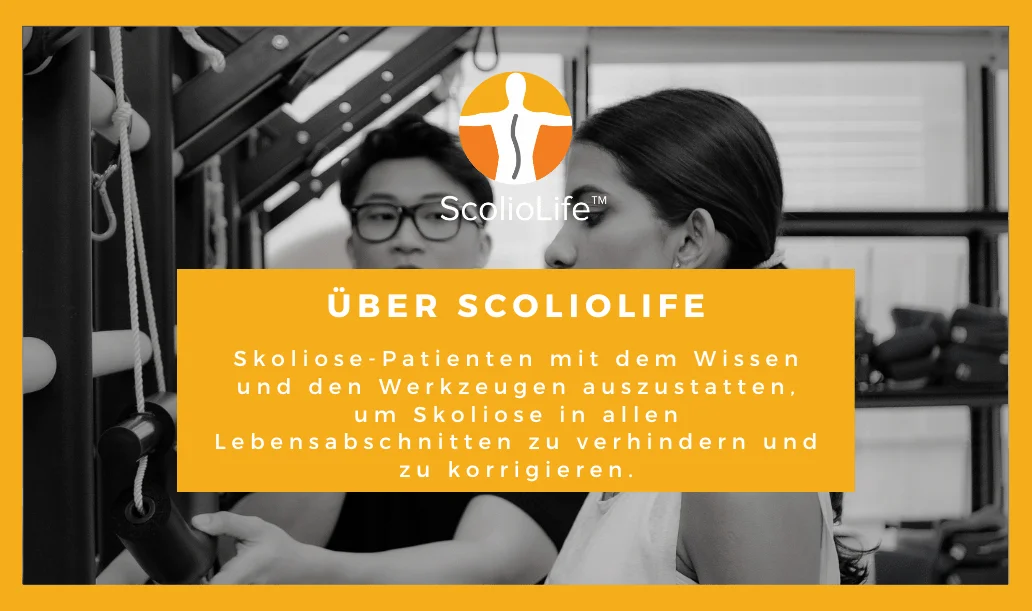 ScolioLife™
ÜBER SCOLIOLIFE
Skoliose-Patienten mit dem Wissen
und den Werkzeugen auszustatten,
um Skoliose in allen
Lebensabschnitten zu verhindern und
zu korrigieren.